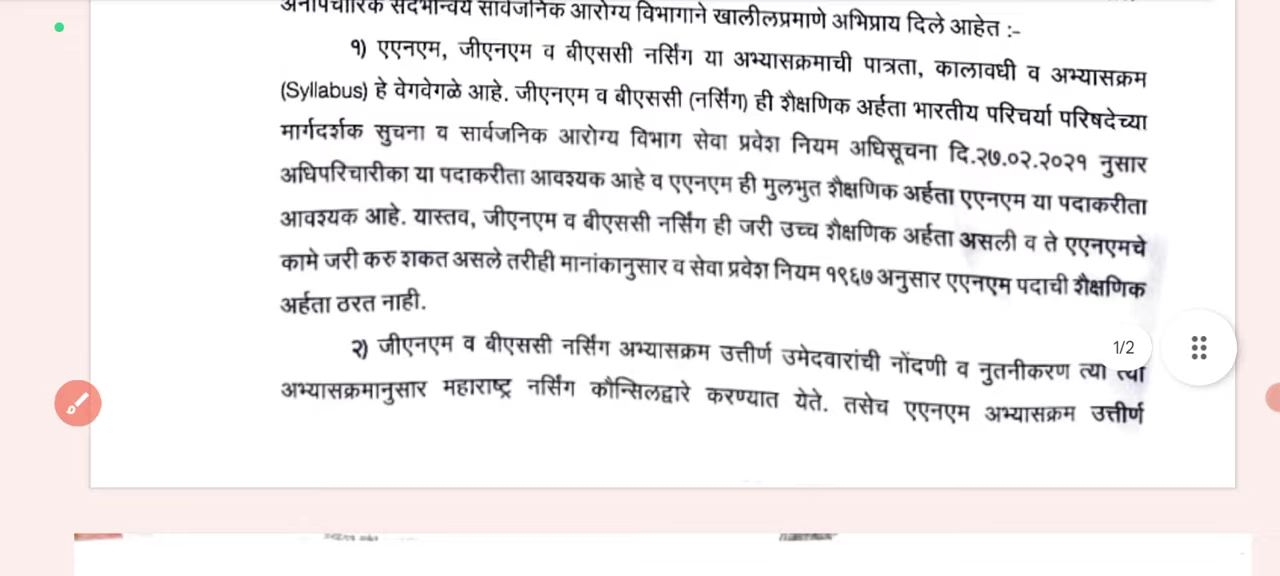 अनौपचारिक संदर्भान्वये सार्वजनिक आरोग्य विभागाने खालीलप्रमाणे अभिप्राय दिले आहेत :-
१) एएनएम, जीएनएम व बीएससी नर्सिंग या अभ्यासक्रमाची पात्रता, कालावधी व अभ्यासक्रम
(Syllabus) हे वेगवेगळे आहे. जीएनएम व बीएससी (नर्सिंग) ही शैक्षणिक अर्हता भारतीय परिचर्या परिषदेच्या
मार्गदर्शक सुचना व सार्वजनिक आरोग्य विभाग सेवा प्रवेश नियम अधिसूचना दि.२७.०२.२०२१ नुसार
अधिपरिचारीका या पदाकरीता आवश्यक आहे व एएनएम ही मुलभुत शैक्षणिक अर्हता एएनएम या पदाकरीता
आवश्यक आहे. यास्तव, जीएनएम व बीएससी नर्सिंग ही जरी उच्च शैक्षणिक अर्हता असली व ते एएनएमचे
कामे जरी करु शकत असले तरीही मानांकानुसार व सेवा प्रवेश नियम १९६७ अनुसार एएनएम पदाची शैक्षणिक
अर्हता ठरत नाही.
२) जीएनएम व बीएससी नर्सिंग अभ्यासक्रम उत्तीर्ण उमेदवारांची नोंदणी व नुतनीकरण त्या त्या
1/2
अभ्यासक्रमानुसार महाराष्ट्र नर्सिंग कौन्सिलद्वारे करण्यात येते. तसेच एएनएम अभ्यासक्रम उत्तीर्ण